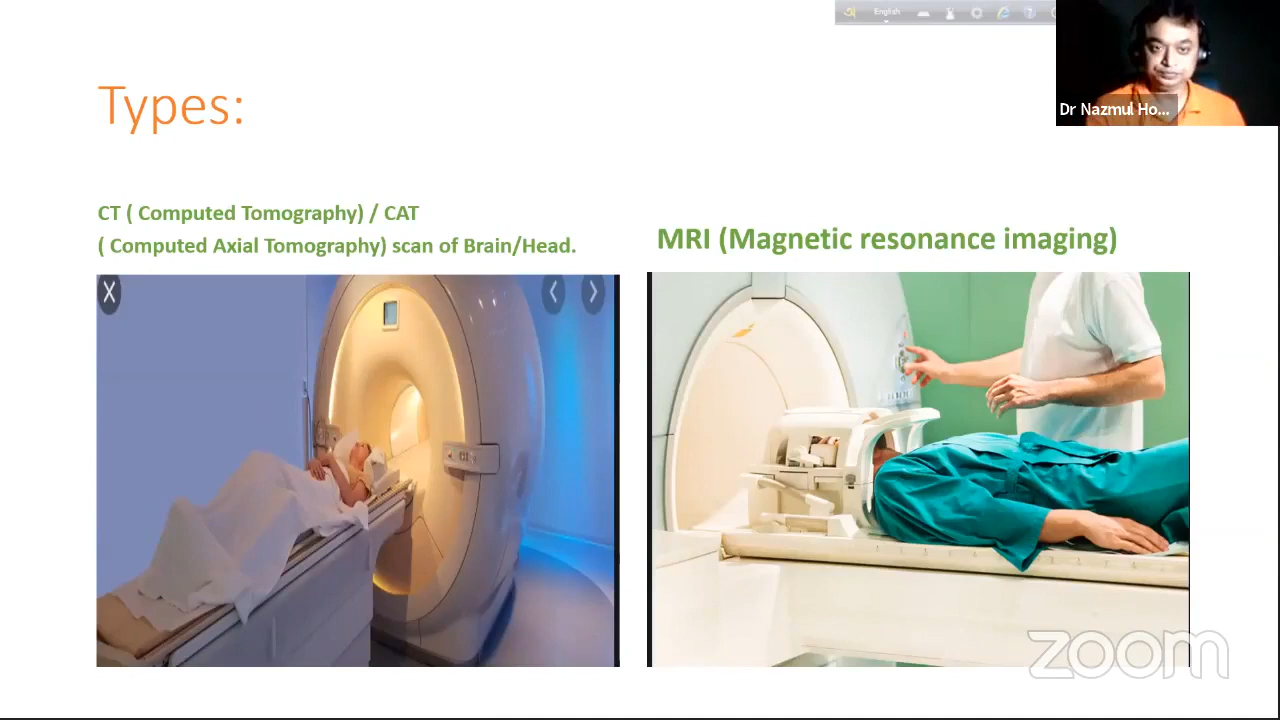 অ English
Dr Nazmul Ho...
Types:
CT ( Computed Tomography) / CAT
( Computed Axial Tomography) scan of Brain/Head.
MRI (Magnetic resonance imaging)
zoom